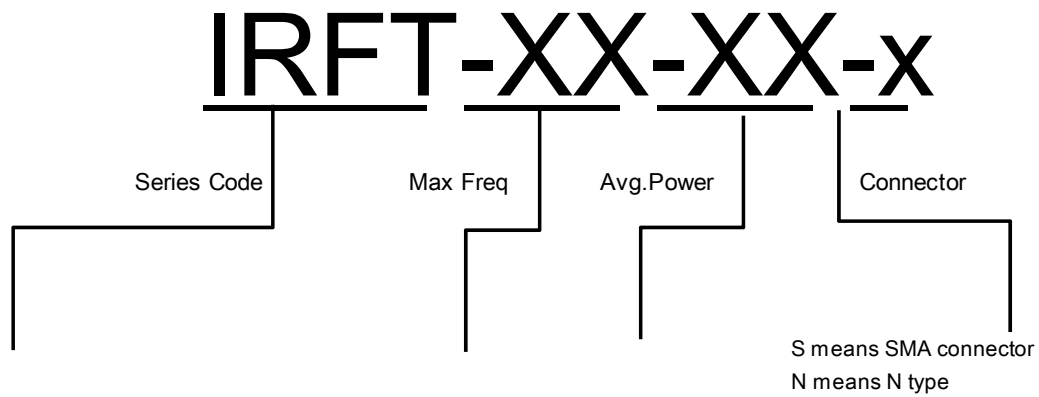 IRFT-XX-XX-x
Series Code Max Freq Avg.Power Connector
S means SMA connector
N means N type